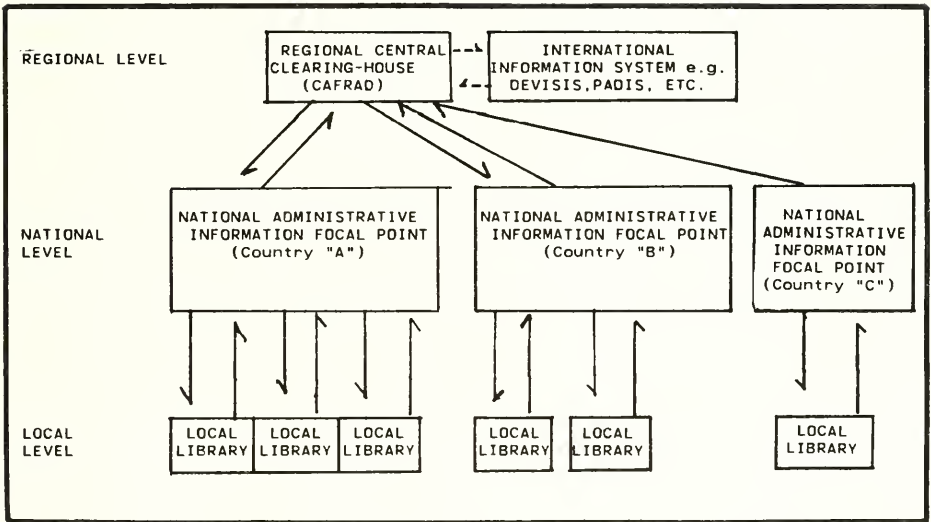 REGIONAL LEVEL
REGIONAL CENTRAL
CLEARING-HOUSE
(CAFRAD)
INTERNATIONAL
INFORMATION SYSTEM e.g.
DEVISIS,PADIS, ETC.
NATIONAL
LEVEL
NATIONAL ADMINISTRATIVE
INFORMATION FOCAL POINT
(Country "A")
NATIONAL ADMINISTRATIVE
INFORMATION FOCAL POINT
(Country "B")
NATIONAL
ADMINISTRATIVE
INFORMATION
FOCAL POINT
(Country "C")
LOCAL
LEVEL
LOCAL
LIBRARY
LOCAL
LIBRARY
LOCAL
LIBRARY
LOCAL
LIBRARY
LOCAL
LIBRARY
LOCAL
LIBRARY